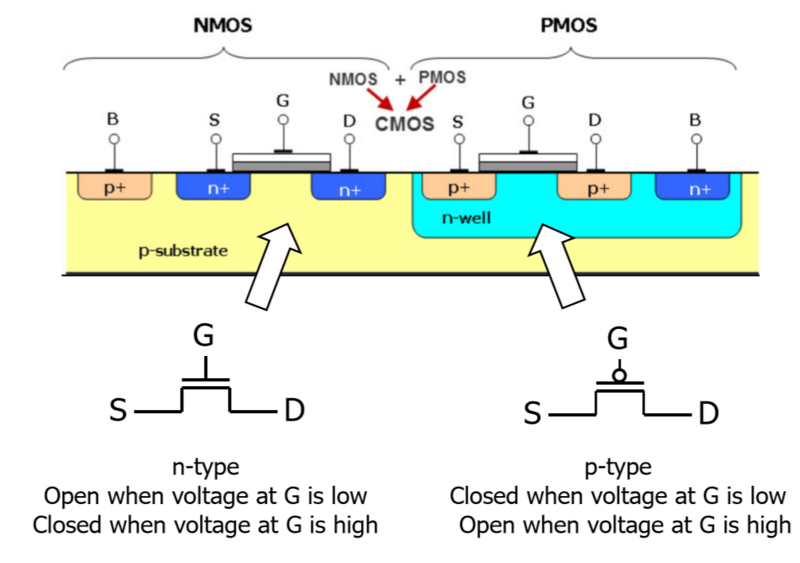 NMOS
PMOS
NMOS + PMOS
CMOS
B
S
G
D
S
G
D
B
p+
n+
n+
p+
p+
n+
n-well
p-substrate
G
S
D
G
S
D
n-type
Open when voltage at G is low
Closed when voltage at G is high
p-type
Closed when voltage at G is low
Open when voltage at G is high